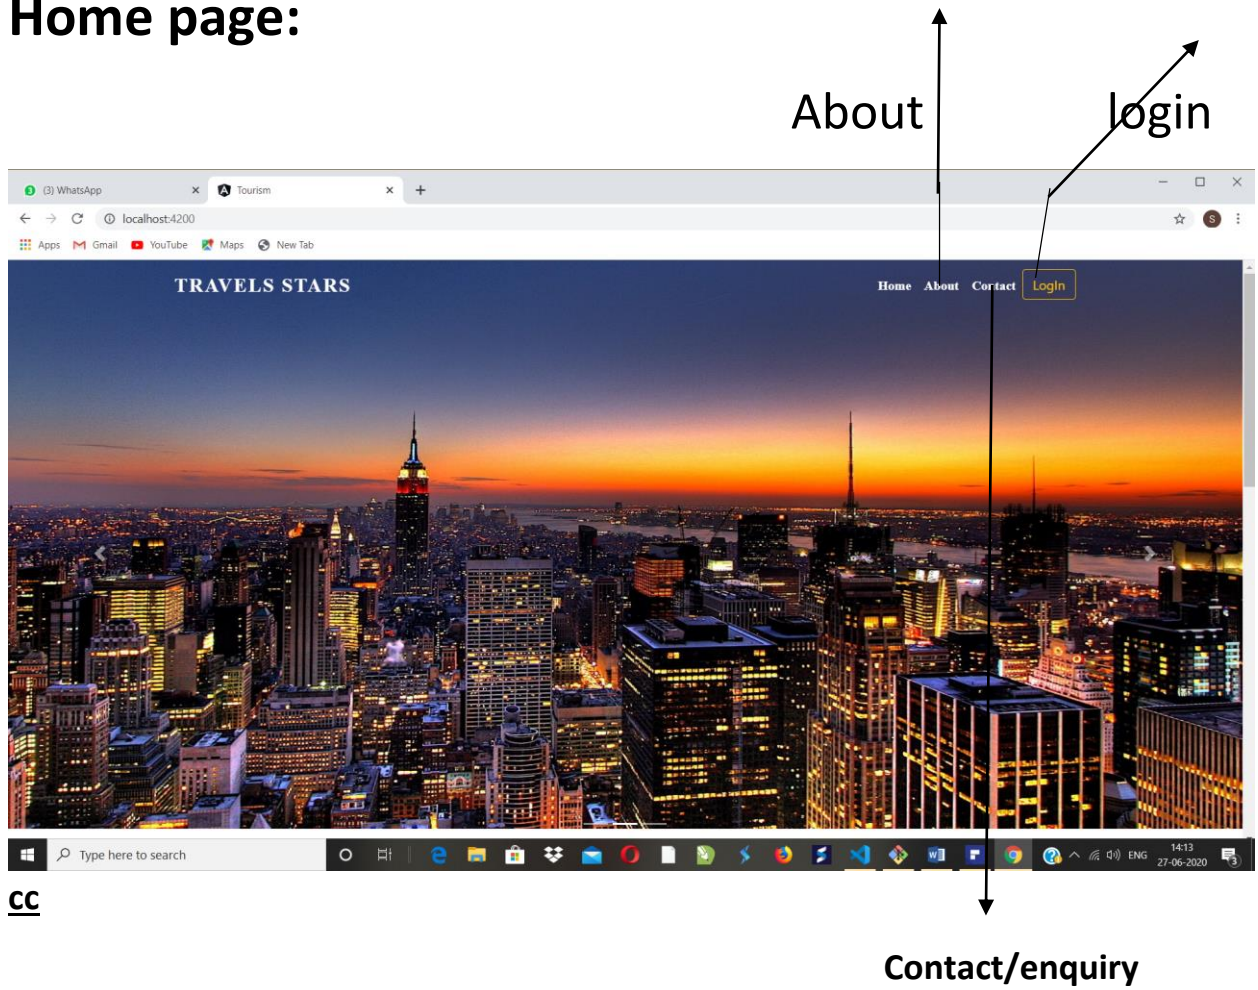 Home page:
About login
(3) WhatsApp Tourism
localhost:4200
Apps Gmail YouTube Maps New Tab
TRAVELS STARS Home About Contact LogIn
Type here to search ENG 14:13
27-06-2020
cc
Contact/enquiry